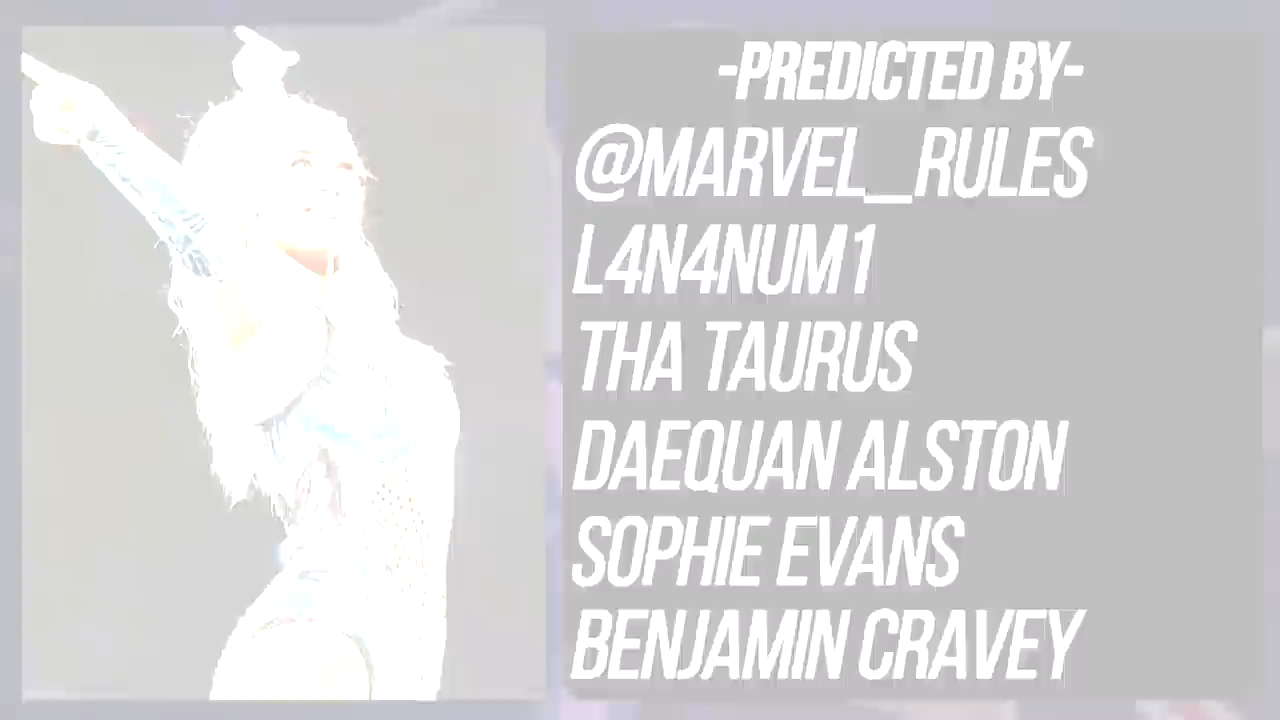 -PREDICTED BY-
@MARVEL_RULES
L4N4NUM1
THA TAURUS
DAEQUAN ALSTON
SOPHIE EVANS
BENJAMIN CRAVEY